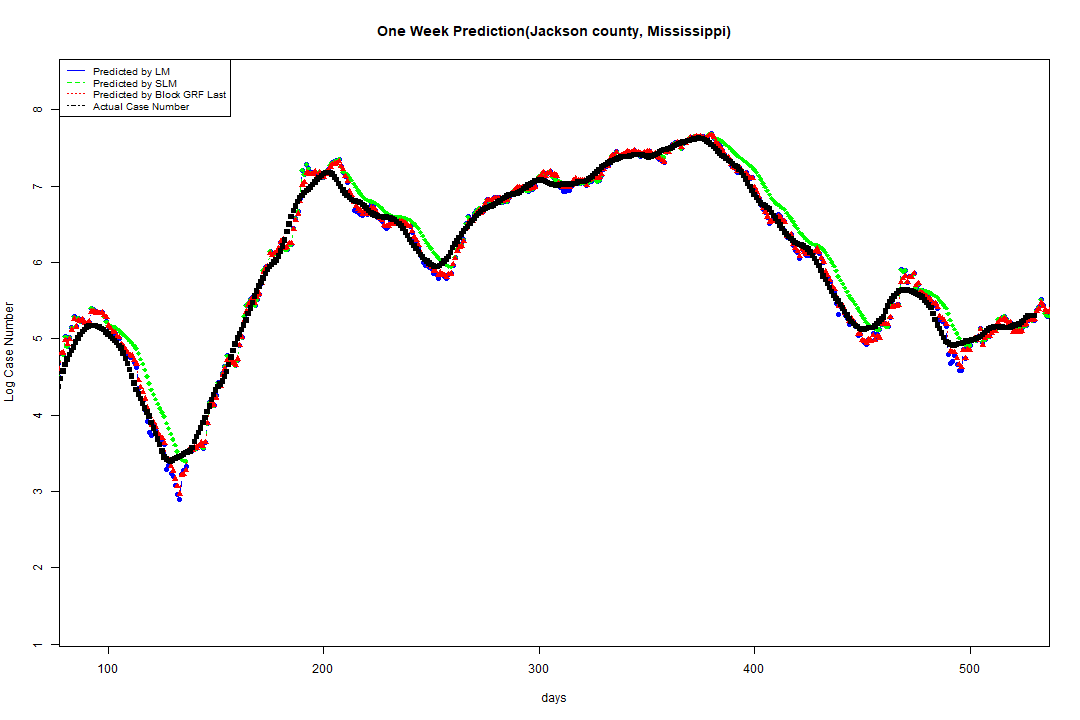 One Week Prediction(Jackson county, Mississippi)
Predicted by LM
Predicted by SLM
Predicted by Block GRF Last
Actual Case Number
8
7
6
5
4
3
2
1
Log Case Number
100 200 300 400 500
days